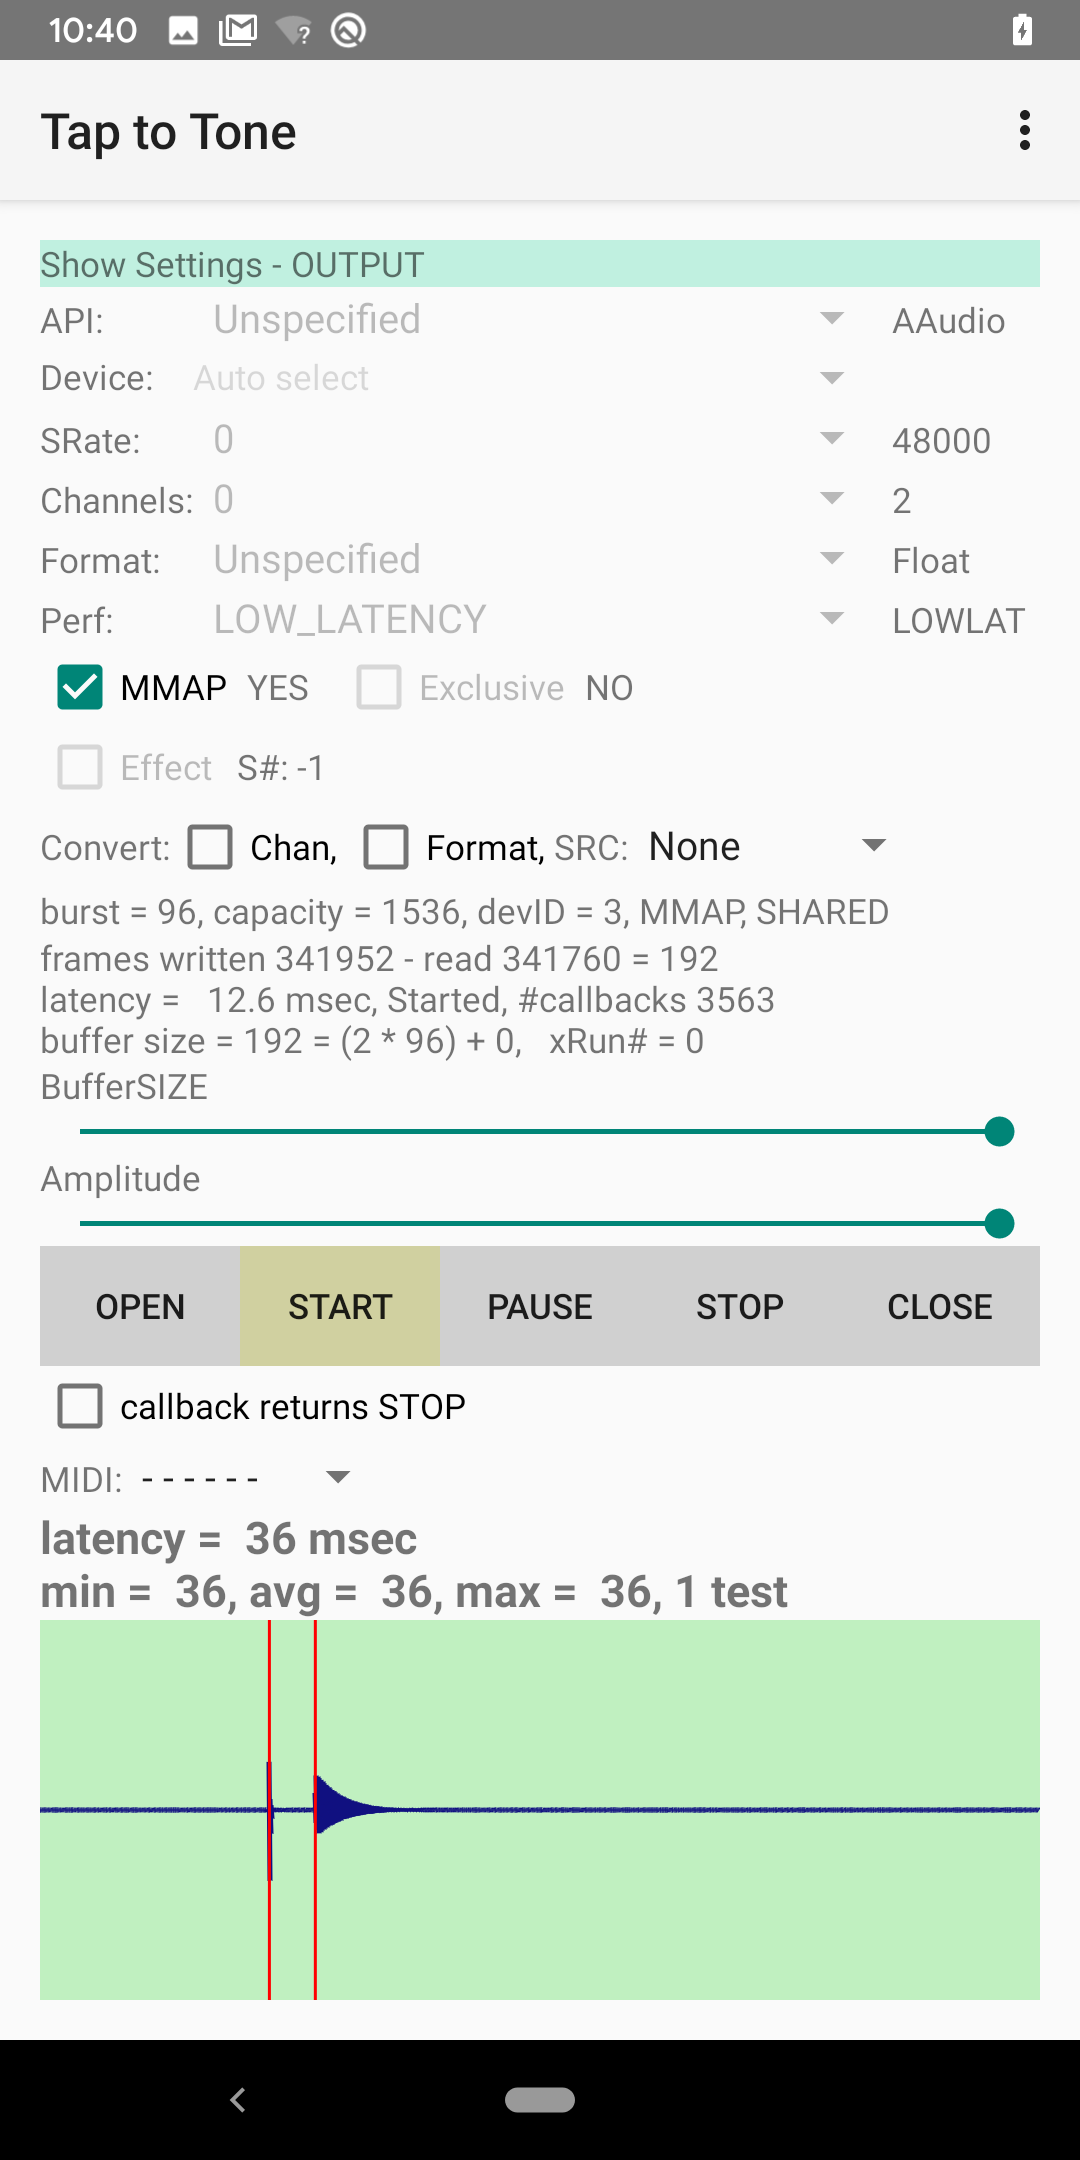 10:40
Tap to Tone
Show Settings - OUTPUT
API: Unspecified AAudio
Device: Auto select
SRate: 0 48000
Channels: 0 2
Format: Unspecified Float
Perf: LOW_LATENCY LOWLAT
MMAP YES Exclusive NO
Effect S#: -1
Convert: Chan, Format, SRC: None
burst = 96, capacity = 1536, devID = 3, MMAP, SHARED
frames written 341952 - read 341760 = 192
latency = 12.6 msec, Started, #callbacks 3563
buffer size = 192 = (2 * 96) + 0, xRun# = 0
BufferSIZE
Amplitude
OPEN START PAUSE STOP CLOSE
callback returns STOP
MIDI: - - - - - -
latency = 36 msec
min = 36, avg = 36, max = 36, 1 test